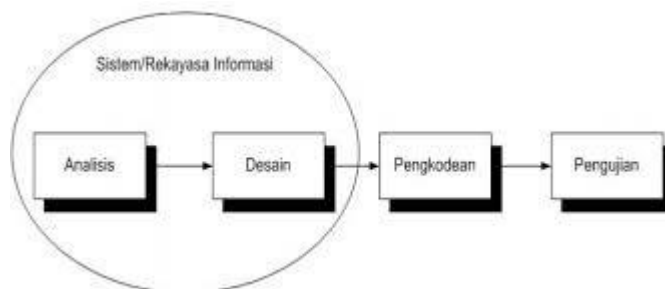 Sistem/Rekayasa Informasi
Analisis
Desain
Pengkodean
Pengujian